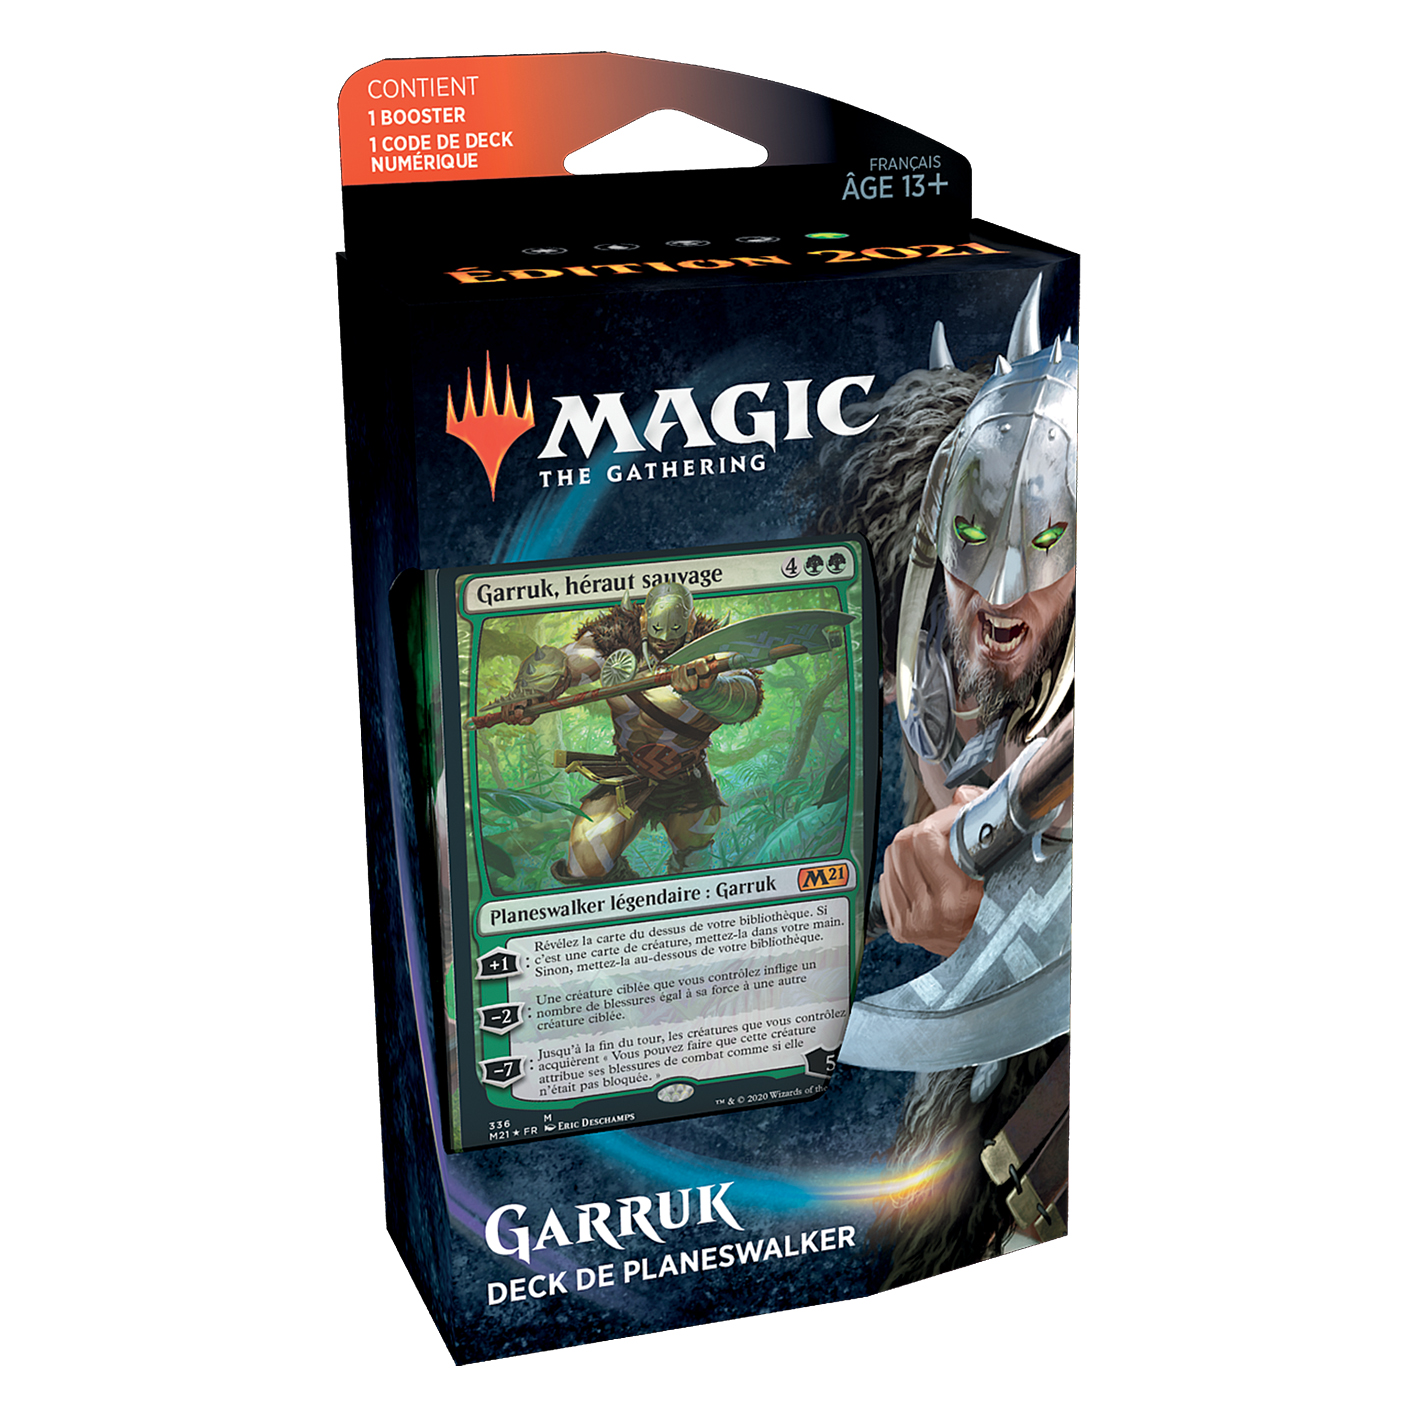 CONTIENT
1 BOOSTER
1 CODE DE DECK
NUMÉRIQUE
FRANÇAIS
ÂGE 13+
ÉDITION 2021
MAGIC
THE GATHERING
Garruk, héraut sauvage 4
Planeswalker légendaire : Garruk M21
Révélez la carte du dessus de votre bibliothèque. Si
+1 : c'est une carte de créature, mettez-la dans votre main.
Sinon, mettez-la au-dessous de votre bibliothèque.
Une créature ciblée que vous contrôlez inflige un
-2 : nombre de blessures égal à sa force à une autre
créature ciblée.
Jusqu'à la fin du tour, les créatures que vous contrôlez
-7 : acquièrent « Vous pouvez faire que cette créature
attribue ses blessures de combat comme si elle
n'était pas bloquée. »
5
336 M
M21 ★ FR Eric Deschamps
™ & © 2020 Wizards of the
GARRUK
DECK DE PLANESWALKER